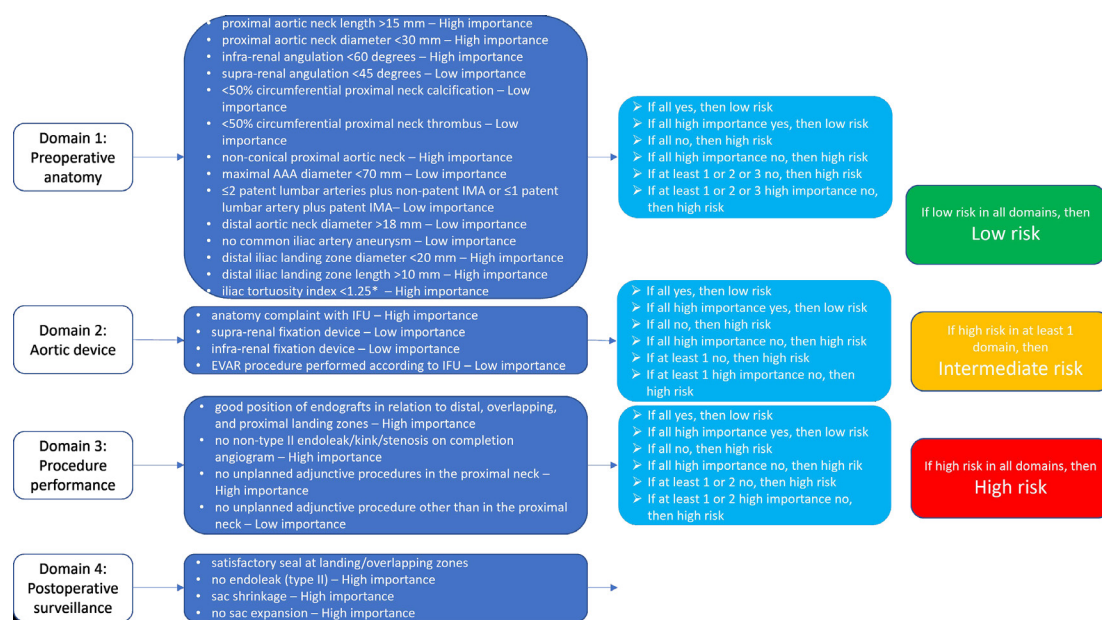 • proximal aortic neck length >15 mm – High importance
• proximal aortic neck diameter <30 mm – High importance
• infra-renal angulation <60 degrees – High importance
• supra-renal angulation <45 degrees – Low importance
• <50% circumferential proximal neck calcification – Low
importance
• <50% circumferential proximal neck thrombus – Low
importance
• non-conical proximal aortic neck – High importance
• maximal AAA diameter <70 mm – Low importance
• ≤2 patent lumbar arteries plus non-patent IMA or ≤1 patent
lumbar artery plus patent IMA– Low importance
• distal aortic neck diameter >18 mm – Low importance
• no common iliac artery aneurysm – Low importance
• distal iliac landing zone diameter <20 mm – High importance
• distal iliac landing zone length >10 mm – High importance
• iliac tortuosity index <1.25* – High importance
Domain 1:
Preoperative
anatomy
➢ If all yes, then low risk
➢ If all high importance yes, then low risk
➢ If all no, then high risk
➢ If all high importance no, then high risk
➢ If at least 1 or 2 or 3 no, then high risk
➢ If at least 1 or 2 or 3 high importance no,
then high risk
If low risk in all domains, then
Low risk
Domain 2:
Aortic device
• anatomy complaint with IFU – High importance
• supra-renal fixation device – Low importance
• infra-renal fixation device – Low importance
• EVAR procedure performed according to IFU – Low importance
➢ If all yes, then low risk
➢ If all high importance yes, then low risk
➢ If all no, then high risk
➢ If all high importance no, then high risk
➢ If at least 1 no, then high risk
➢ If at least 1 high importance no, then
high risk
If high risk in at least 1
domain, then
Intermediate risk
Domain 3:
Procedure
performance
• good position of endografts in relation to distal, overlapping,
and proximal landing zones – High importance
• no non-type II endoleak/kink/stenosis on completion
angiogram – High importance
• no unplanned adjunctive procedures in the proximal neck –
High importance
• no unplanned adjunctive procedure other than in the proximal
neck – Low importance
➢ If all yes, then low risk
➢ If all high importance yes, then low risk
➢ If all no, then high risk
➢ If all high importance no, then high rik
➢ If at least 1 or 2 no, then high risk
➢ If at least 1 or 2 high importance no,
then high risk
If high risk in all domains, then
High risk
Domain 4:
Postoperative
surveillance
• satisfactory seal at landing/overlapping zones
• no endoleak (type II) – High importance
• sac shrinkage – High importance
• no sac expansion – High importance